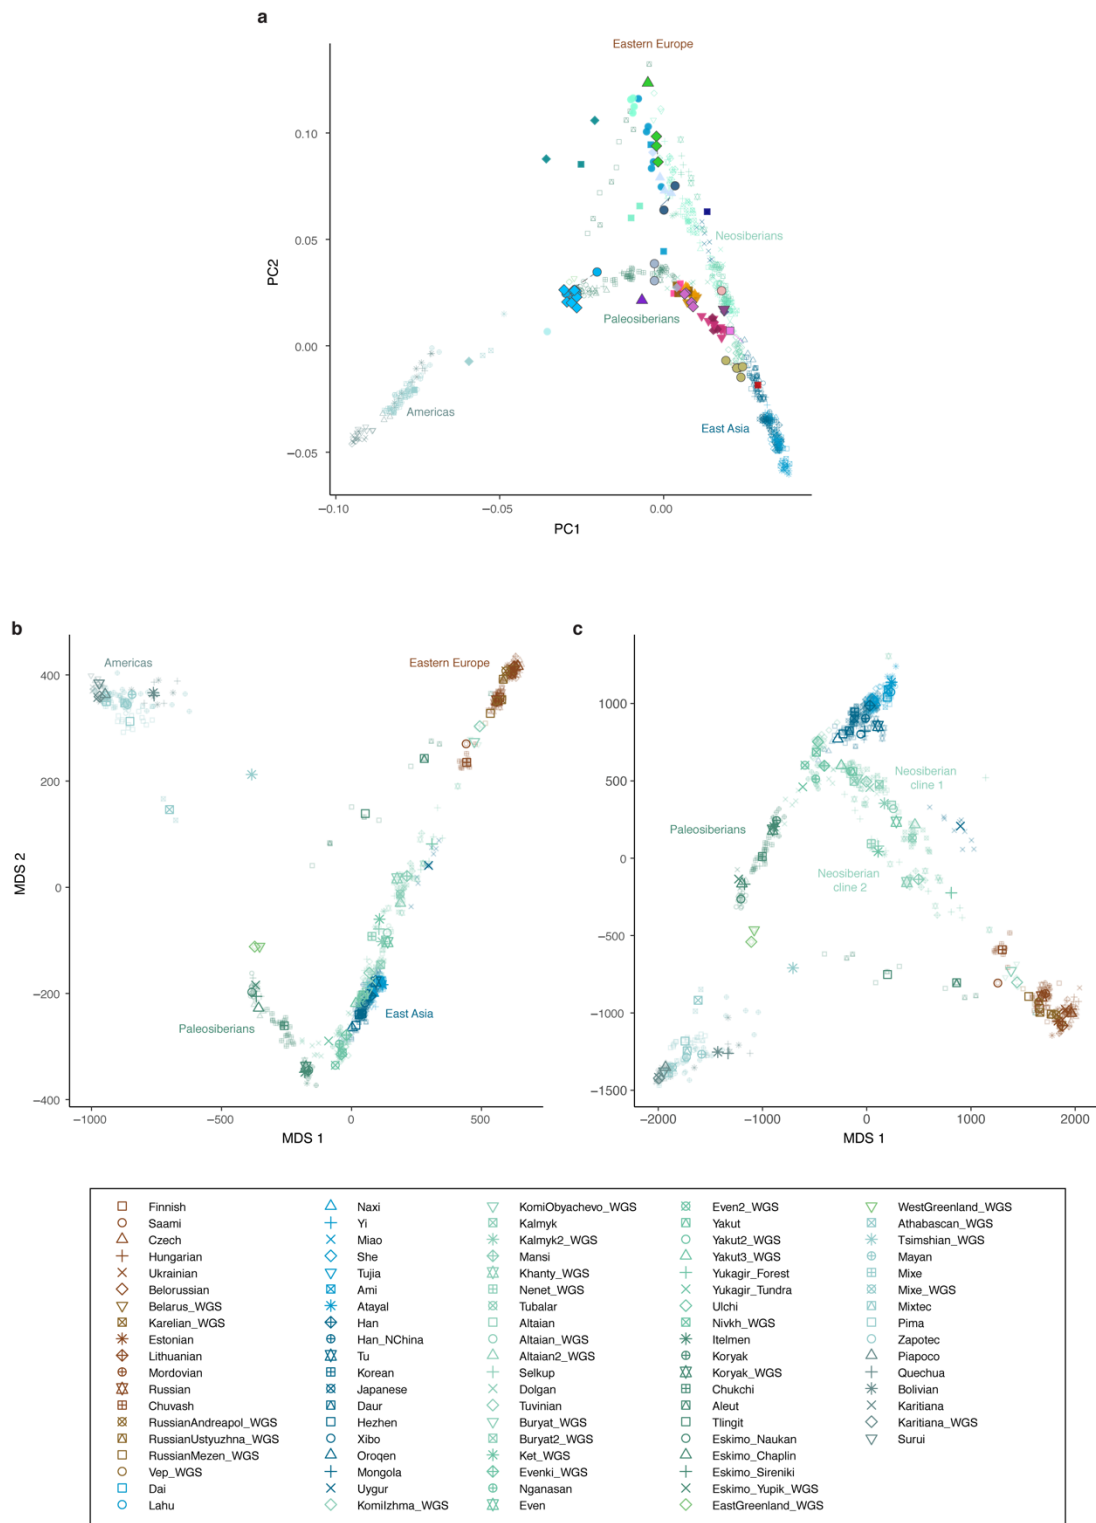 a
Eastern Europe
0.10
0.05
0.00
−0.05
PC2
Neosiberians
Paleosiberians
Americas
East Asia
−0.10
−0.05
0.00
PC1
b
Americas
Eastern Europe
400
200
0
−200
−400
MDS 2
Paleosiberians
East Asia
−1000
−500
0
500
MDS 1
c
1000
500
0
−500
−1000
−1500
Neosiberian
cline 1
Paleosiberians
Neosiberian
cline 2
−2000
−1000
0
1000
2000
MDS 1
Finnish
Saami
Czech
Hungarian
Ukrainian
Belorussian
Belarus_WGS
Karelian_WGS
Estonian
Lithuanian
Mordovian
Russian
Chuvash
RussianAndreapol_WGS
RussianUstyuzhna_WGS
RussianMezen_WGS
Vep_WGS
Dai
Lahu
Naxi
Yi
Miao
She
Tujia
Ami
Atayal
Han
Han_NChina
Tu
Korean
Japanese
Daur
Hezhen
Xibo
Oroqen
Mongola
Uygur
KomiIzhma_WGS
KomiObyachevo_WGS
Kalmyk
Kalmyk2_WGS
Mansi
Khanty_WGS
Nenet_WGS
Tubalar
Altaian
Altaian_WGS
Altaian2_WGS
Selkup
Dolgan
Tuvinian
Buryat_WGS
Buryat2_WGS
Ket_WGS
Evenki_WGS
Nganasan
Even
Even2_WGS
Yakut
Yakut2_WGS
Yakut3_WGS
Yukagir_Forest
Yukagir_Tundra
Ulchi
Nivkh_WGS
Itelmen
Koryak
Koryak_WGS
Chukchi
Aleut
Tlingit
Eskimo_Naukan
Eskimo_Chaplin
Eskimo_Sireniki
Eskimo_Yupik_WGS
EastGreenland_WGS
WestGreenland_WGS
Athabascan_WGS
Tsimshian_WGS
Mayan
Mixe
Mixe_WGS
Mixtec
Pima
Zapotec
Piapoco
Quechua
Bolivian
Karitiana
Karitiana_WGS
Surui